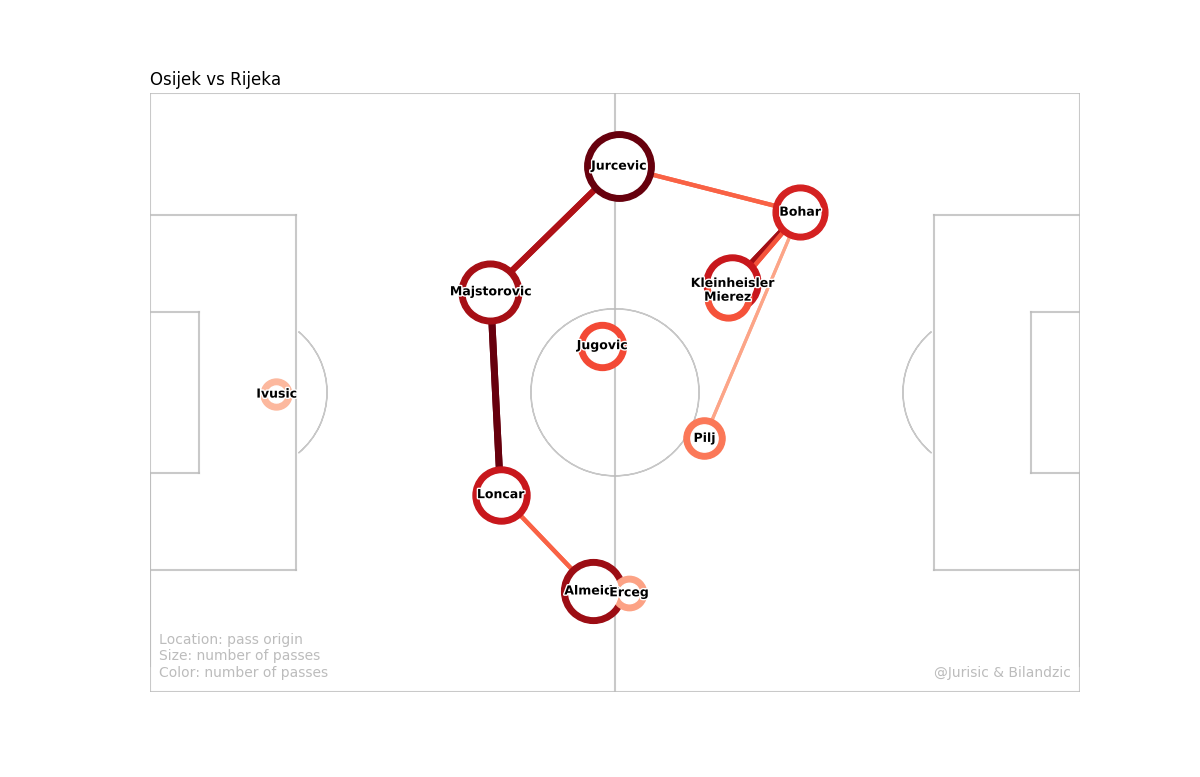 Osijek vs Rijeka
Jurcevic
Bohar
Kleinheisler
Majstorovic
Mierez
Jugovic
Ivusic
Pilj
Loncar
Almeid
Erceg
Location: pass origin
Size: number of passes
Color: number of passes
@Jurisic & Bilandzic